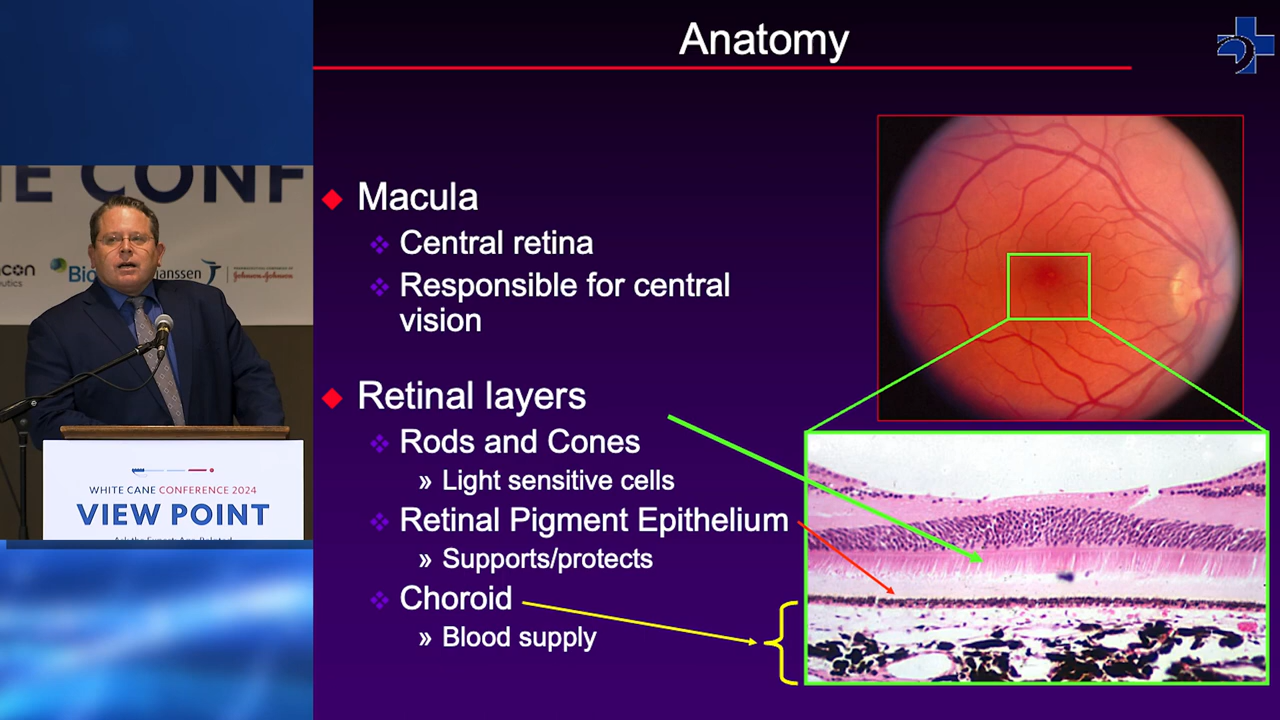 Anatomy
Macula
Central retina
Responsible for central
vision
Retinal layers
Rods and Cones
» Light sensitive cells
Retinal Pigment Epithelium
» Supports/protects
Choroid
» Blood supply
E CONF
janssen
WHITE CANE CONFERENCE 2024
VIEW POINT